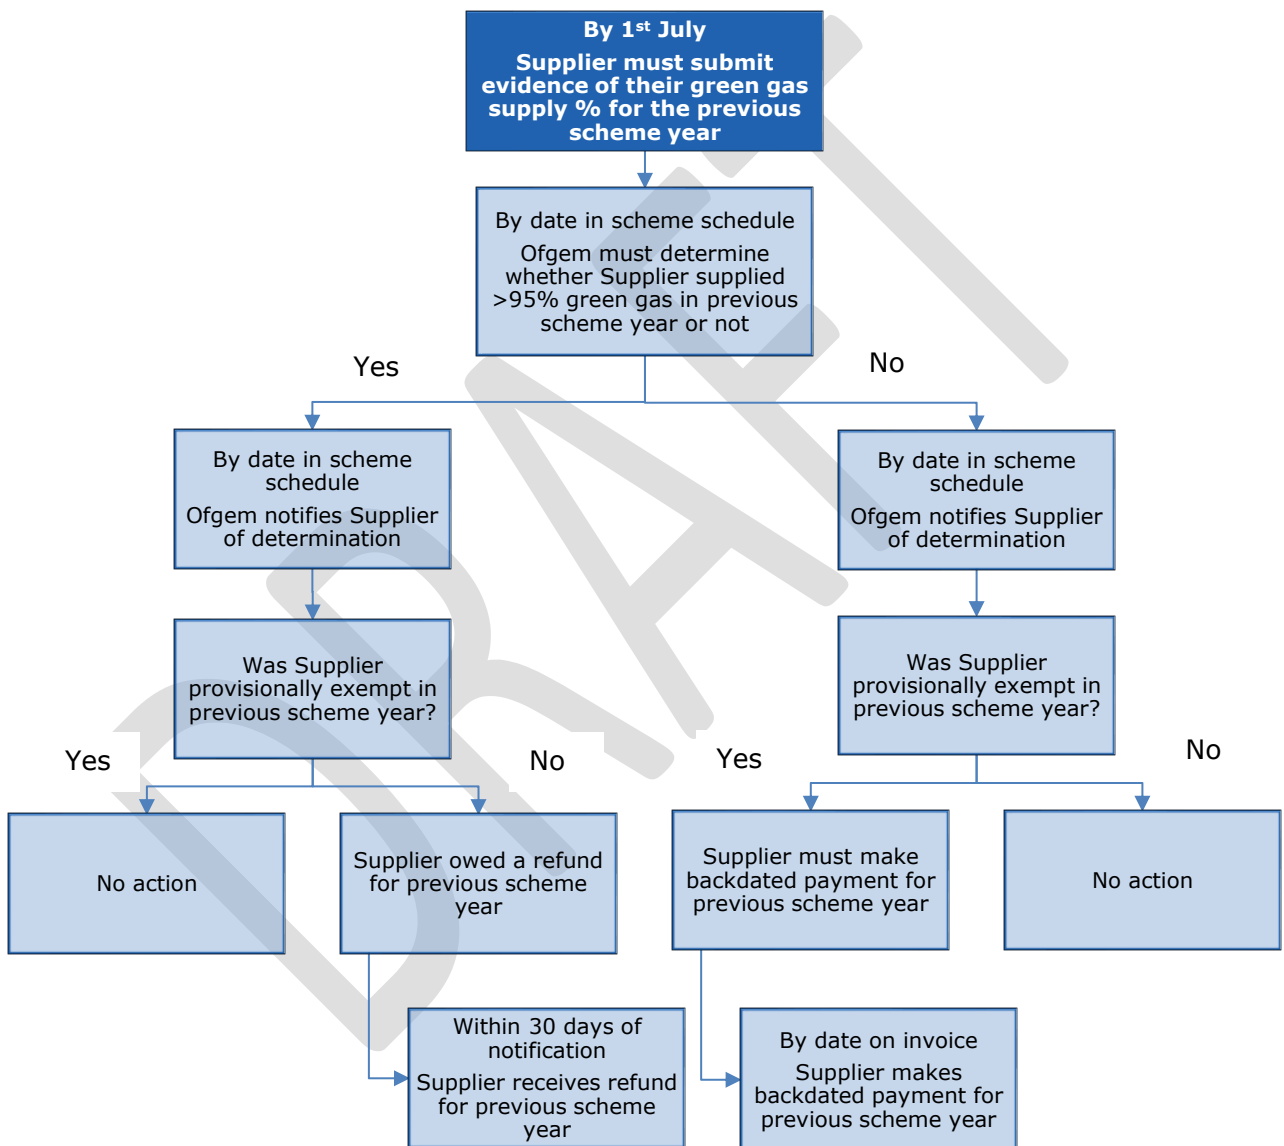 By 1st July
Supplier must submit
evidence of their green gas
supply % for the previous
scheme year
By date in scheme schedule
Ofgem must determine
whether Supplier supplied
>95% green gas in previous
scheme year or not
Yes
No
By date in scheme
schedule
Ofgem notifies Supplier
of determination
By date in scheme
schedule
Ofgem notifies Supplier
of determination
Was Supplier
provisionally exempt in
previous scheme year?
Was Supplier
provisionally exempt in
previous scheme year?
Yes
No
Yes
No
No action
Supplier owed a refund
for previous scheme
year
Supplier must make
backdated payment for
previous scheme year
No action
Within 30 days of
notification
Supplier receives refund
for previous scheme
year
By date on invoice
Supplier makes
backdated payment for
previous scheme year
DRAFT